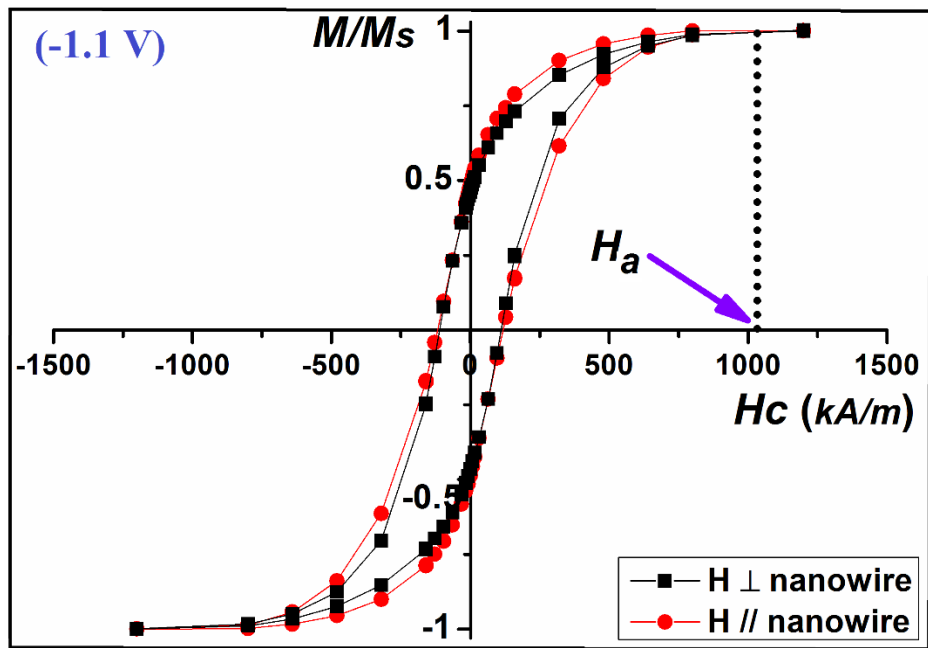 (-1.1 V)
M/Ms
1
0.5
Ha
-1500 -1000 -500 0 500 1000 1500
Hc (kA/m)
-0.5
-1
H ⊥ nanowire
H // nanowire